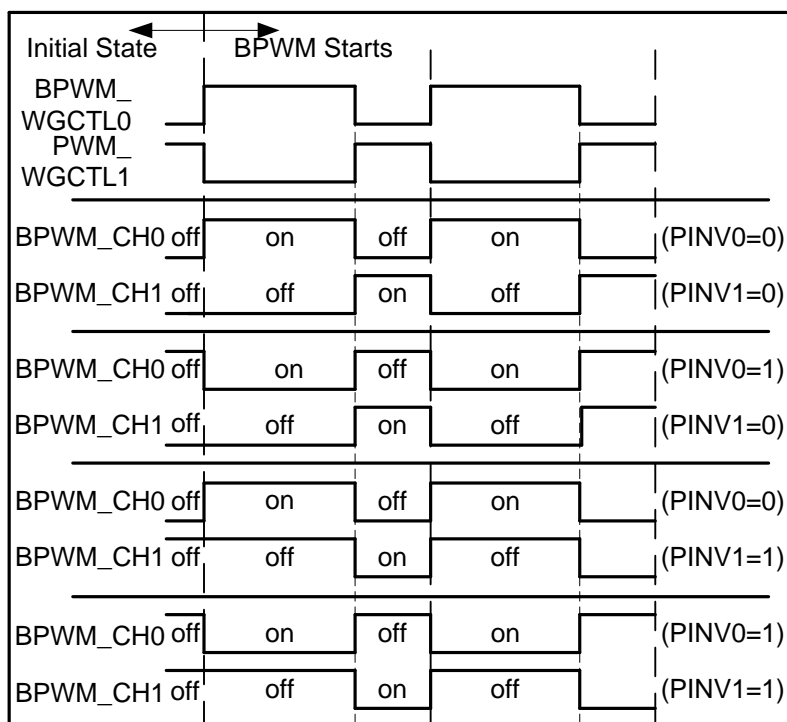 Initial State BPWM Starts
BPWM_
WGCTL0
PWM_
WGCTL1
BPWM_CH0 off on off on (PINV0=0)
BPWM_CH1 off off on off (PINV1=0)
BPWM_CH0 off on off on (PINV0=1)
BPWM_CH1 off off on off (PINV1=0)
BPWM_CH0 off on off on (PINV0=0)
BPWM_CH1 off off on off (PINV1=1)
BPWM_CH0 off on off on (PINV0=1)
BPWM_CH1 off off on off (PINV1=1)